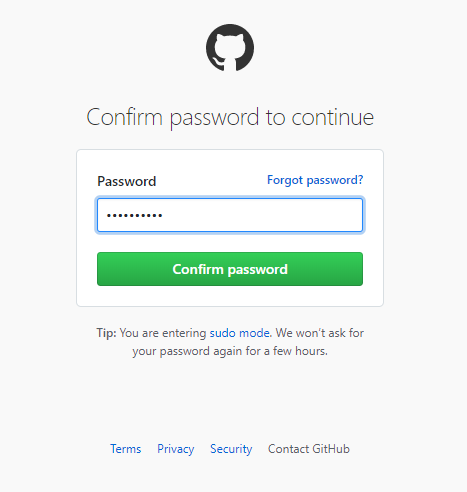 Confirm password to continue
Password Forgot password?
••••••••••
Confirm password
Tip: You are entering sudo mode. We won't ask for
your password again for a few hours.
Terms Privacy Security Contact GitHub